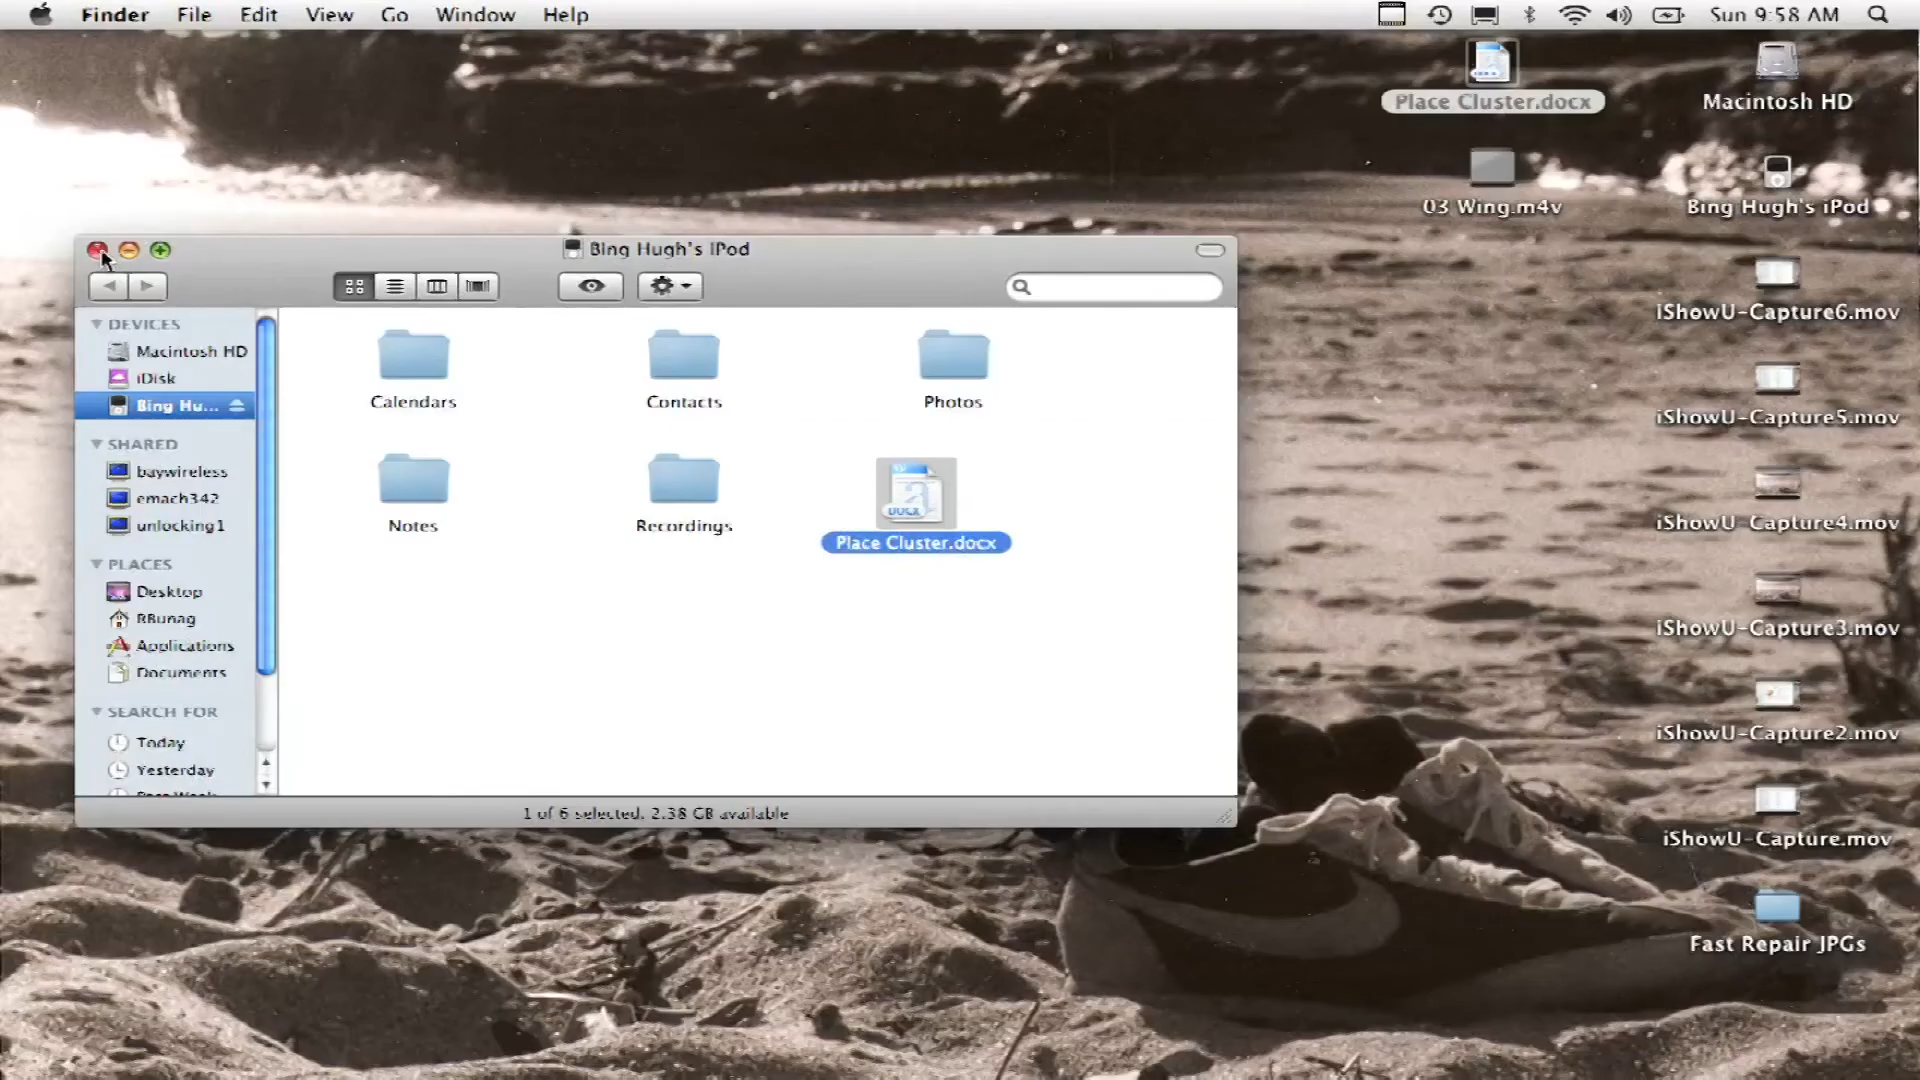 Finder File Edit View Go Window Help Sun 9:58 AM
Place Cluster.docx
Macintosh HD
03 Wing.m4v
Bing Hugh's iPod
Bing Hugh's iPod
DEVICES
Macintosh HD
iDisk
Bing Hu...
SHARED
baywireless
emach342
unlocking1
PLACES
Desktop
RBunag
Applications
Documents
SEARCH FOR
Today
Yesterday
Past Week
Calendars
Contacts
Photos
Notes
Recordings
DOCX
Place Cluster.docx
1 of 6 selected, 2.38 GB available
iShowU-Capture6.mov
iShowU-Capture5.mov
iShowU-Capture4.mov
iShowU-Capture3.mov
iShowU-Capture2.mov
iShowU-Capture.mov
Fast Repair JPGs